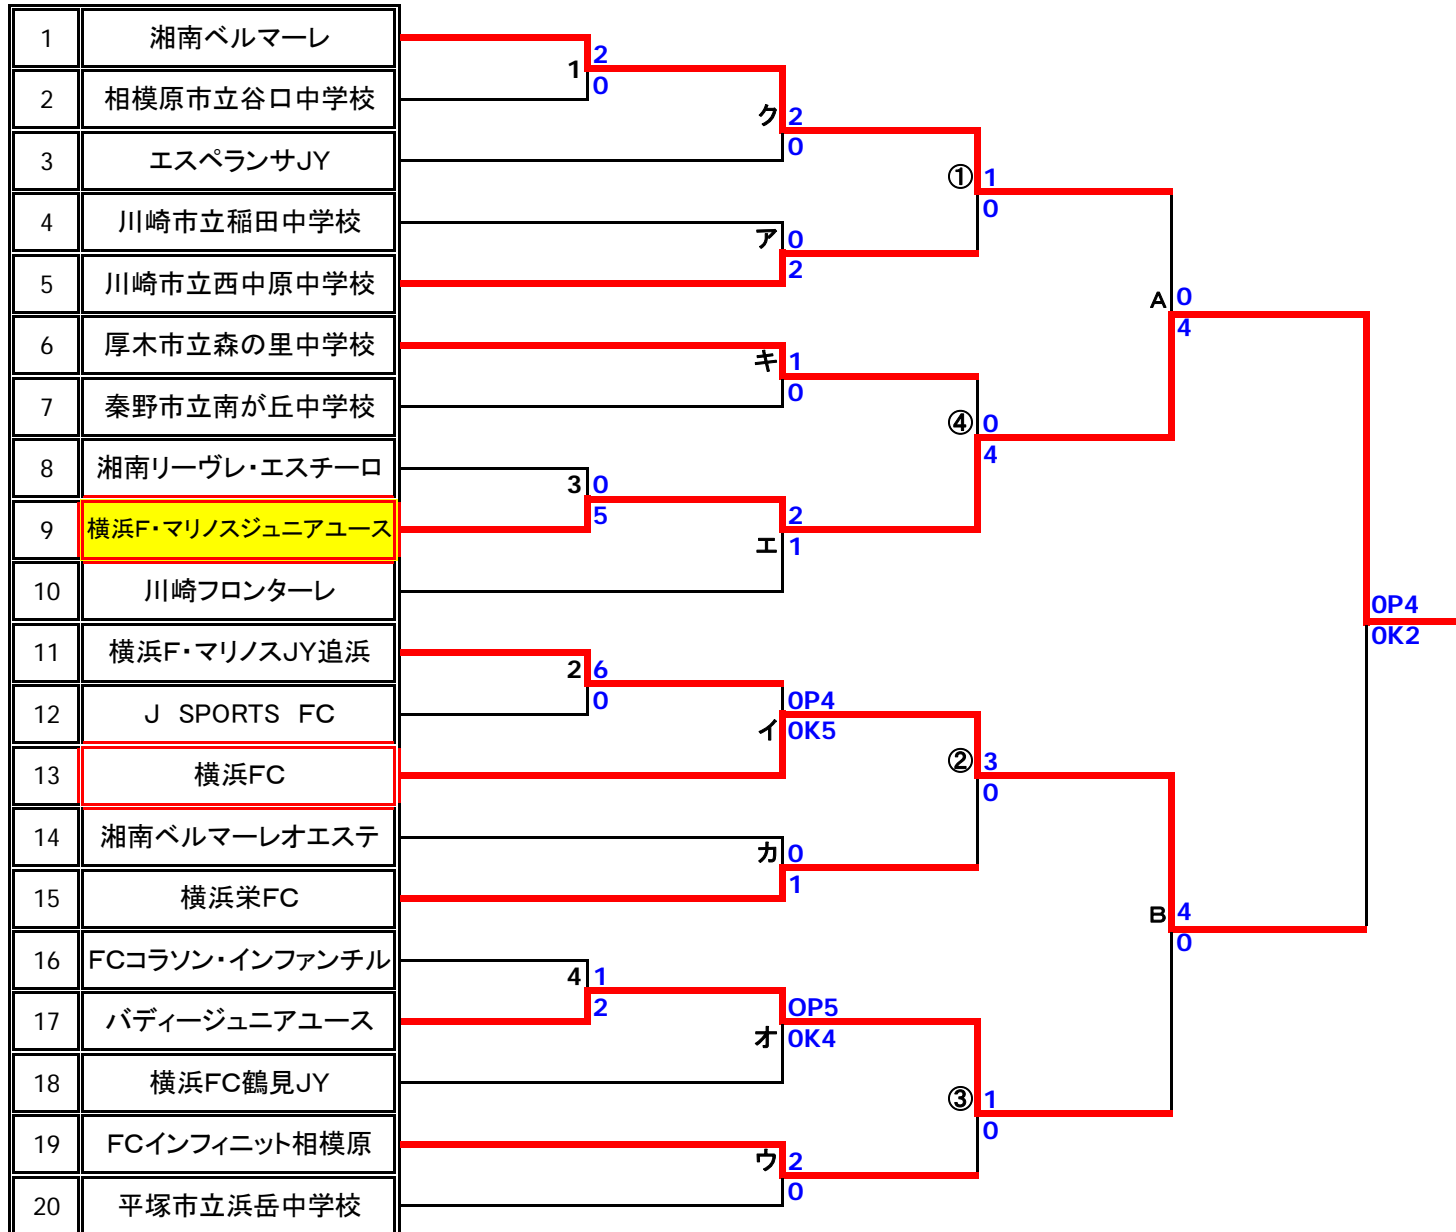 1 湘南ベルマーレ
2 相模原市立谷口中学校
3 エスペランサJY
4 川崎市立稲田中学校
5 川崎市立西中原中学校
6 厚木市立森の里中学校
7 秦野市立南が丘中学校
8 湘南リーヴレ・エスチーロ
9 横浜F・マリノスジュニアユース
10 川崎フロンターレ
11 横浜F・マリノスJY追浜
12 J SPORTS FC
13 横浜FC
14 湘南ベルマーレオエステ
15 横浜栄FC
16 FCコラソン・インファンチル
17 バディージュニアユース
18 横浜FC鶴見JY
19 FCインフィニット相模原
20 平塚市立浜岳中学校
1 2
0
3 0
5
2 6
0
4 1
2
ク 2
0
ア 0
2
キ 1
0
エ 2
1
イ 0P4
0K5
カ 0
1
オ 0P5
0K4
ウ 2
0
① 1
0
④ 0
4
② 3
0
③ 1
0
A 0
4
B 4
0
0P4
0K2